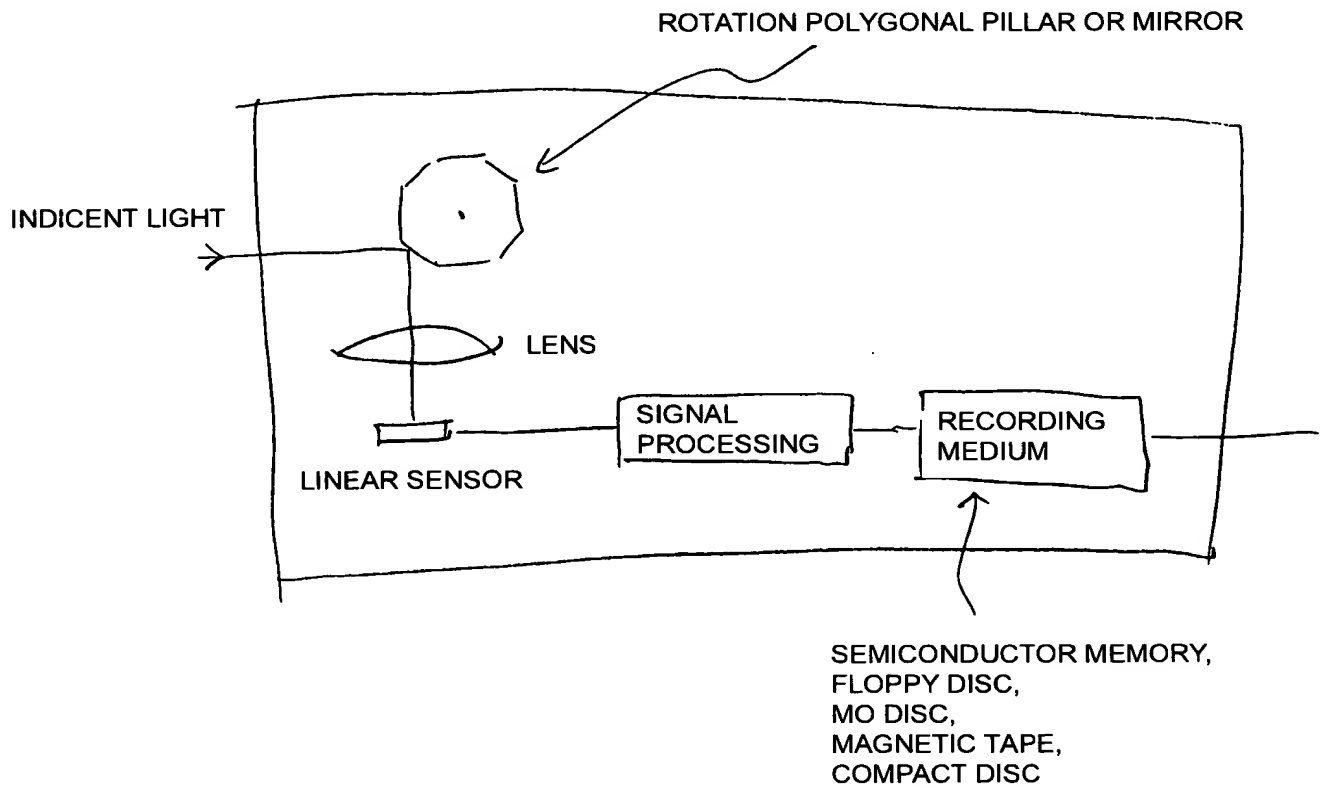 ROTATION POLYGONAL PILLAR OR MIRROR
INDICENT LIGHT
LENS
SIGNAL
PROCESSING
RECORDING
MEDIUM
LINEAR SENSOR
SEMICONDUCTOR MEMORY,
FLOPPY DISC,
MO DISC,
MAGNETIC TAPE,
COMPACT DISC